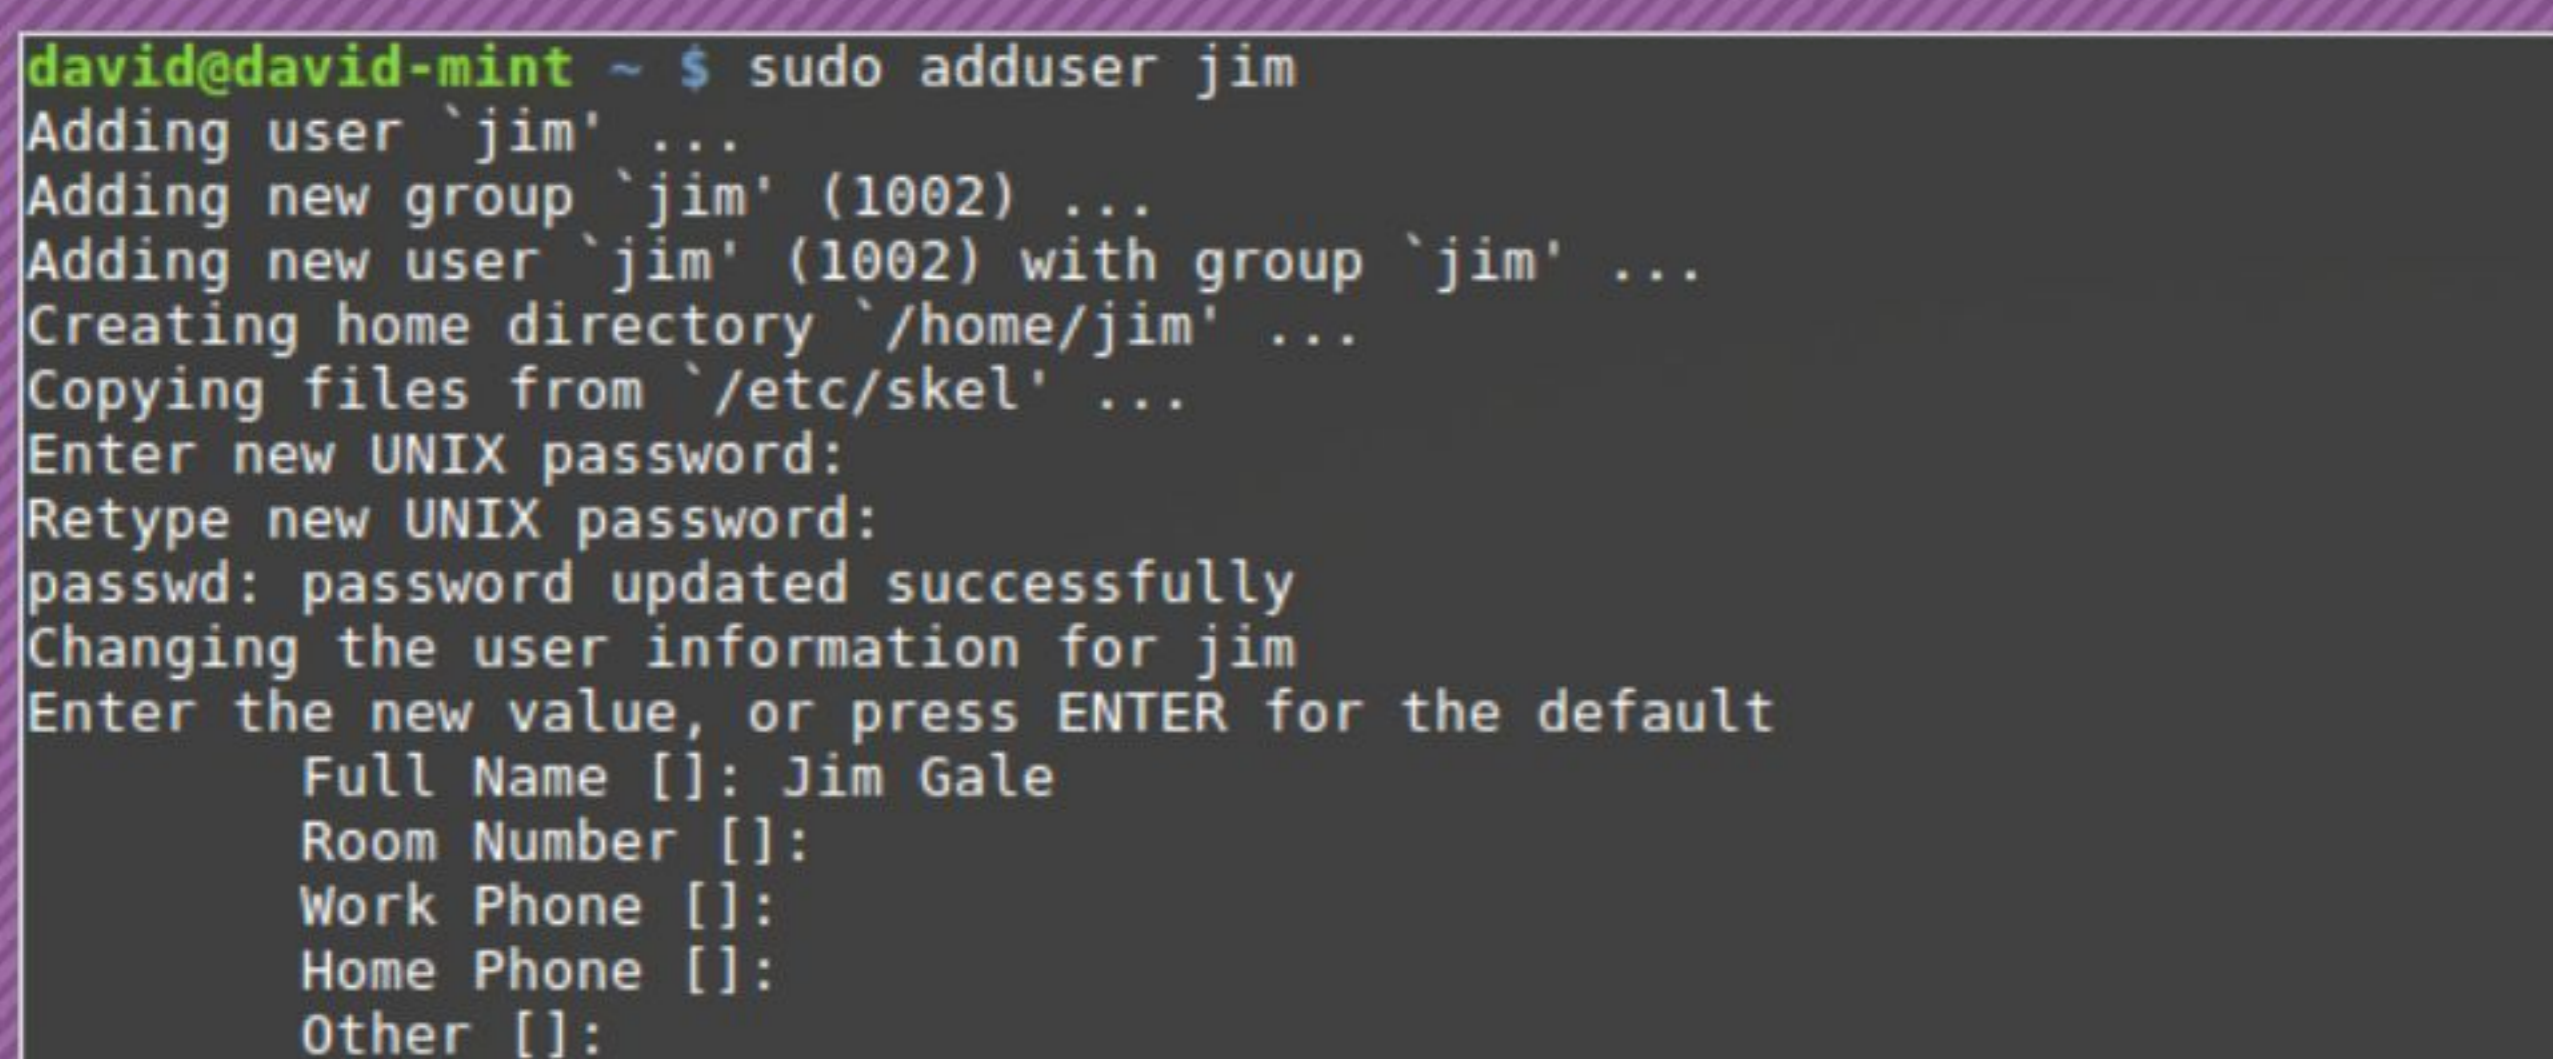 david@david-mint ~ $ sudo adduser jim
Adding user `jim' ...
Adding new group `jim' (1002) ...
Adding new user `jim' (1002) with group `jim' ...
Creating home directory `/home/jim' ...
Copying files from `/etc/skel' ...
Enter new UNIX password:
Retype new UNIX password:
passwd: password updated successfully
Changing the user information for jim
Enter the new value, or press ENTER for the default
Full Name []: Jim Gale
Room Number []:
Work Phone []:
Home Phone []:
Other []: